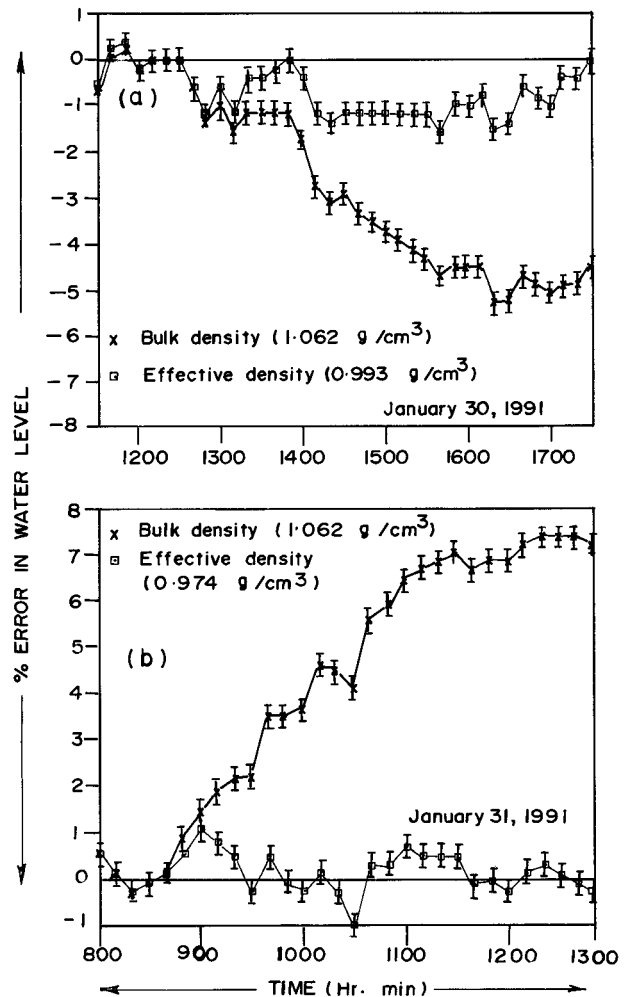 % ERROR IN WATER LEVEL
1
0
-1
-2
-3
-4
-5
-6
-7
-8
(a)
x Bulk density (1·062 g/cm3)
Effective density (0·993 g/cm3)
January 30, 1991
1200 1300 1400 1500 1600 1700
8
7
6
5
4
3
2
1
0
-1
x Bulk density (1·062 g/cm3)
Effective density
(0·974 g/cm3)
(b)
January 31, 1991
800 900 1000 1100 1200 1300
TIME (Hr. min)